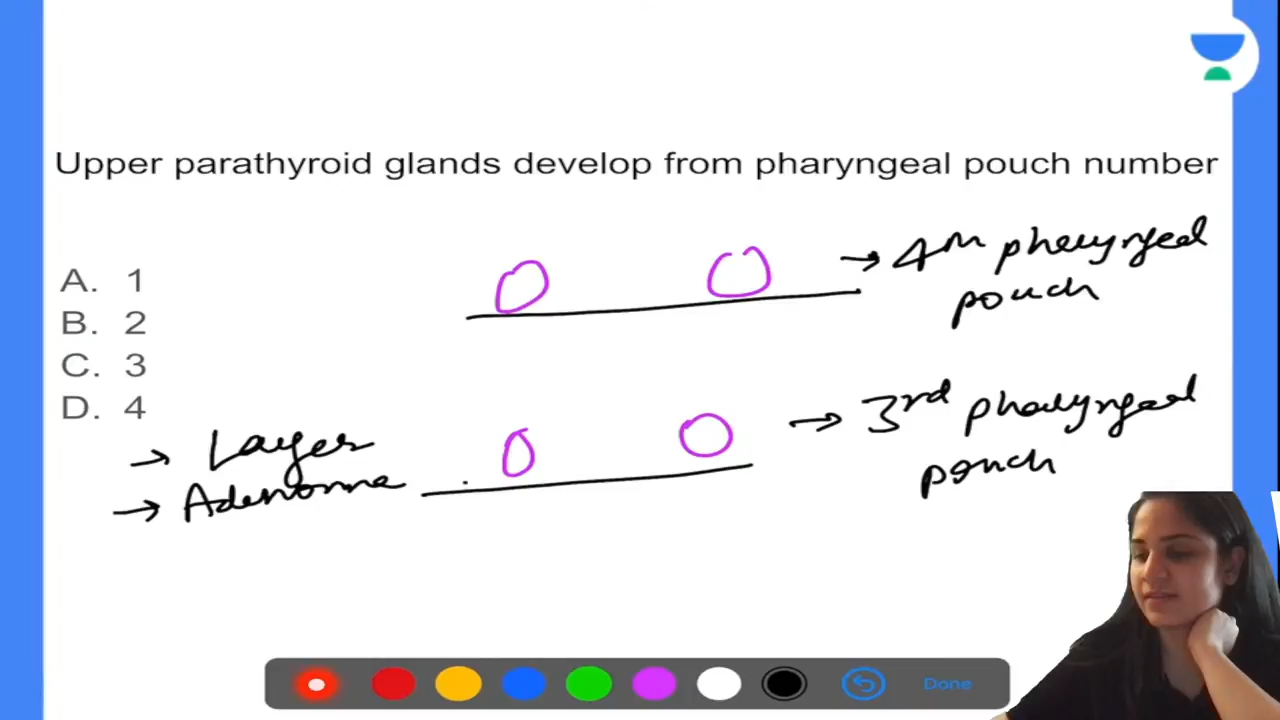 Upper parathyroid glands develop from pharyngeal pouch number
A. 1
B. 2
C. 3
D. 4
→ 4th pharyngeal
pouch
→ 3rd pharyngeal
pouch
→ Larger
→ Adenoma
Done